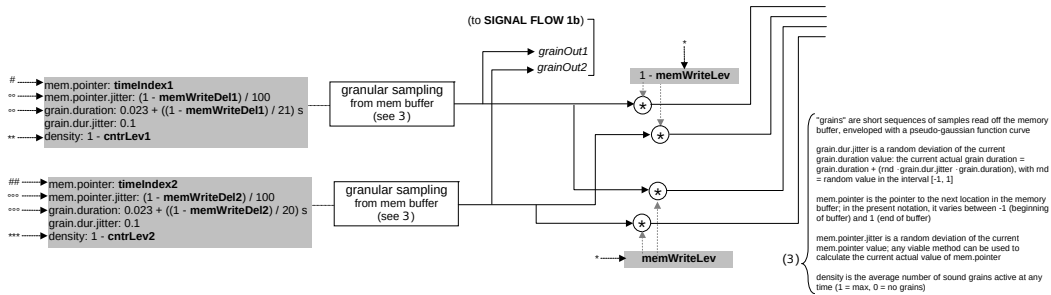 (to SIGNAL FLOW 1b)
grainOut1
grainOut2
*
1 - memWriteLev
#
°°
°°
**
mem.pointer: timeIndex1
mem.pointer.jitter: (1 - memWriteDel1) / 100
grain.duration: 0.023 + ((1 - memWriteDel1) / 21) s
grain.dur.jitter: 0.1
density: 1 - cntrLev1
granular sampling
from mem buffer
(see 3)
*
*
##
°°°
°°°
***
mem.pointer: timeIndex2
mem.pointer.jitter: (1 - memWriteDel2) / 100
grain.duration: 0.023 + ((1 - memWriteDel2) / 20) s
grain.dur.jitter: 0.1
density: 1 - cntrLev2
granular sampling
from mem buffer
(see 3)
*
*
*
memWriteLev
(3)
"grains" are short sequences of samples read off the memory
buffer, enveloped with a pseudo-gaussian function curve
grain.dur.jitter is a random deviation of the current
grain.duration value: the current actual grain duration =
grain.duration + (rnd · grain.dur.jitter · grain.duration), with rnd
= random value in the interval [-1, 1]
mem.pointer is the pointer to the next location in the memory
buffer; in the present notation, it varies between -1 (beginning
of buffer) and 1 (end of buffer)
mem.pointer.jitter is a random deviation of the current
mem.pointer value; any viable method can be used to
calculate the current actual value of mem.pointer
density is the average number of sound grains active at any
time (1 = max, 0 = no grains)